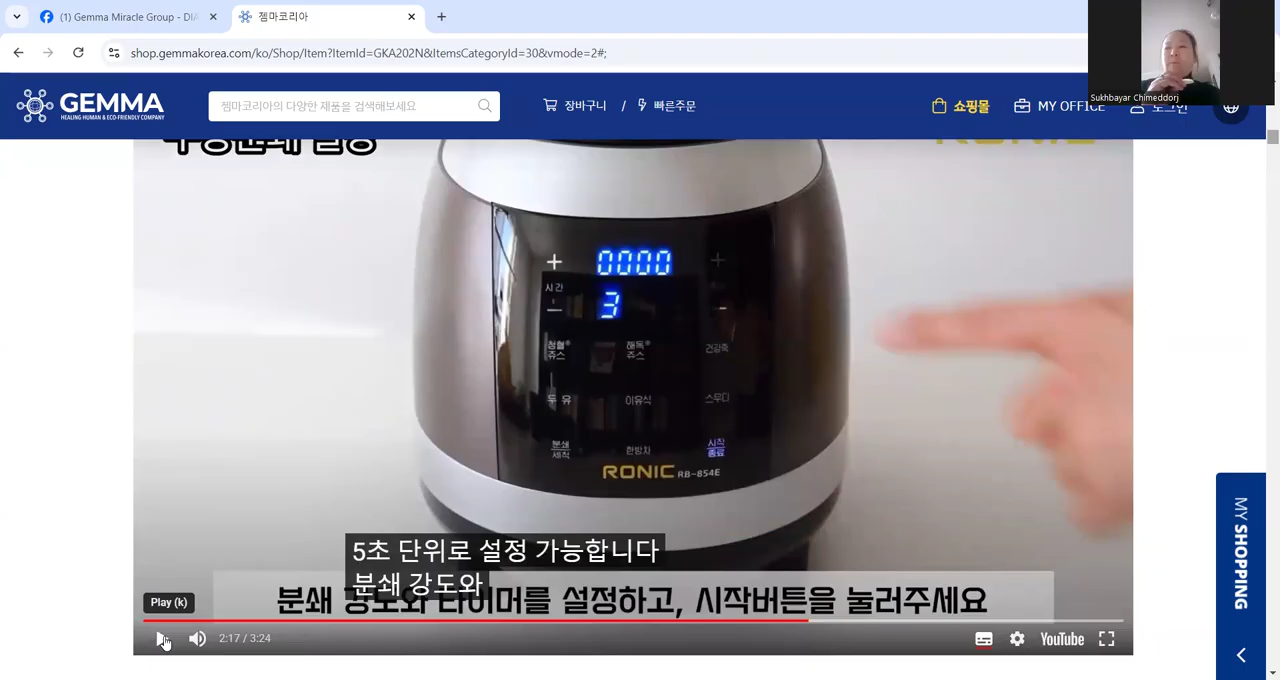 (1) Gemma Miracle Group - DIA
젬마코리아
shop.gemmakorea.com/ko/Shop/Item?ItemId=GKA202N&ItemsCategoryId=30&vmode=2#;
Sukhbayar Chimeddorj
GEMMA
HEALING HUMAN & ECO-FRIENDLY COMPANY
젬마코리아의 다양한 제품을 검색해보세요
장바구니 / 빠른주문
쇼핑몰
MY OFFICE
로그인
RONIC
+ 0000 +
시간
— 3 -
청혈® 쥬스
해독® 쥬스
건강죽
두 유
이유식
스무디
분쇄 세척
한방차
시작 종료
RONIC RB-854E
5초 단위로 설정 가능합니다
분쇄 강도와
분쇄 강도와 타이머를 설정하고, 시작버튼을 눌러주세요
Play (k)
2:17 / 3:24
YouTube
MY SHOPPING